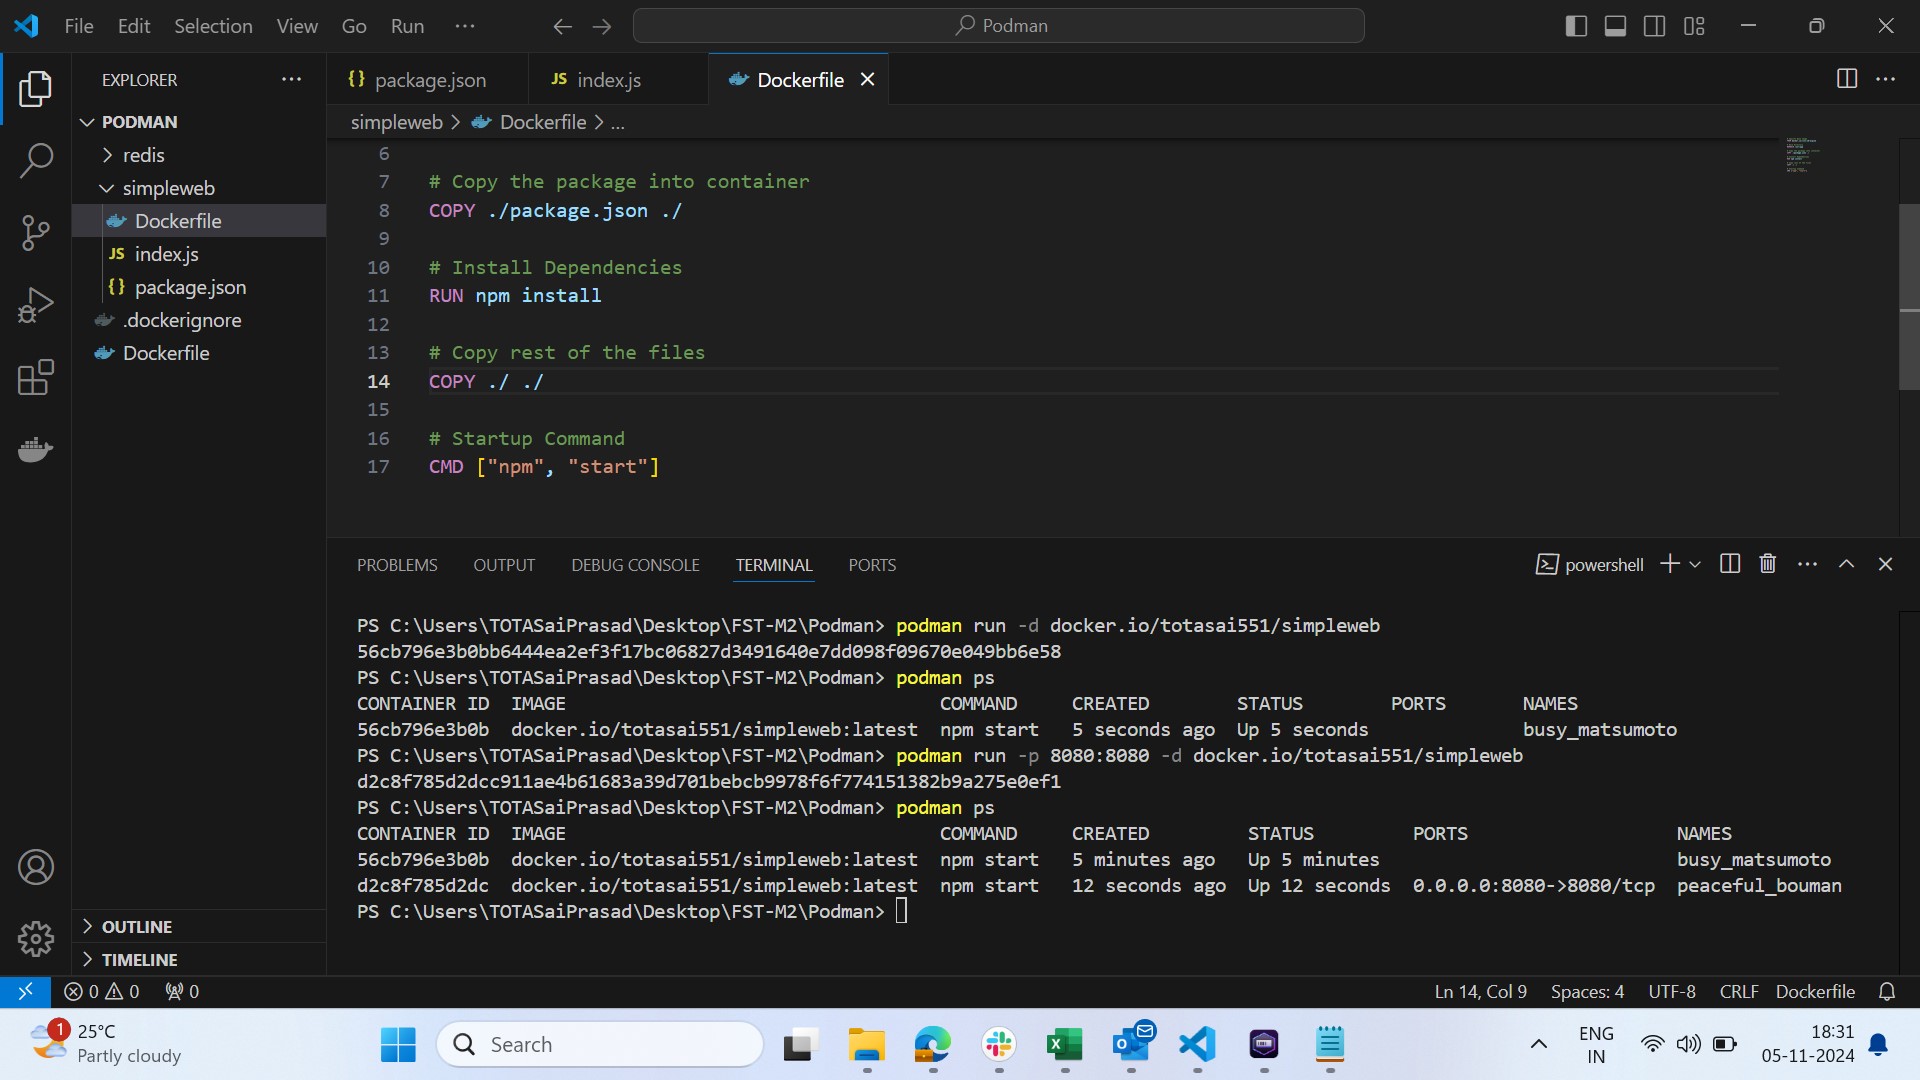 File Edit Selection View Go Run ··· Podman
EXPLORER ···
package.json
JS index.js
Dockerfile
PODMAN
simpleweb > Dockerfile > ...
redis
simpleweb
Dockerfile
JS index.js
package.json
.dockerignore
Dockerfile
6
7 # Copy the package into container
8 COPY ./package.json ./
9
10 # Install Dependencies
11 RUN npm install
12
13 # Copy rest of the files
14 COPY ./ ./
15
16 # Startup Command
17 CMD ["npm", "start"]
PROBLEMS OUTPUT DEBUG CONSOLE TERMINAL PORTS powershell
PS C:\Users\TOTASaiPrasad\Desktop\FST-M2\Podman> podman run -d docker.io/totasai551/simpleweb
56cb796e3b0bb6444ea2ef3f17bc06827d3491640e7dd098f09670e049bb6e58
PS C:\Users\TOTASaiPrasad\Desktop\FST-M2\Podman> podman ps
CONTAINER ID IMAGE COMMAND CREATED STATUS PORTS NAMES
56cb796e3b0b docker.io/totasai551/simpleweb:latest npm start 5 seconds ago Up 5 seconds busy_matsumoto
PS C:\Users\TOTASaiPrasad\Desktop\FST-M2\Podman> podman run -p 8080:8080 -d docker.io/totasai551/simpleweb
d2c8f785d2dcc911ae4b61683a39d701bebcb9978f6f774151382b9a275e0ef1
PS C:\Users\TOTASaiPrasad\Desktop\FST-M2\Podman> podman ps
CONTAINER ID IMAGE COMMAND CREATED STATUS PORTS NAMES
56cb796e3b0b docker.io/totasai551/simpleweb:latest npm start 5 minutes ago Up 5 minutes busy_matsumoto
d2c8f785d2dc docker.io/totasai551/simpleweb:latest npm start 12 seconds ago Up 12 seconds 0.0.0.0:8080->8080/tcp peaceful_bouman
PS C:\Users\TOTASaiPrasad\Desktop\FST-M2\Podman>
OUTLINE
TIMELINE
0 0 0 Ln 14, Col 9 Spaces: 4 UTF-8 CRLF Dockerfile
1 25°C
Partly cloudy
Search
ENG
IN
18:31
05-11-2024